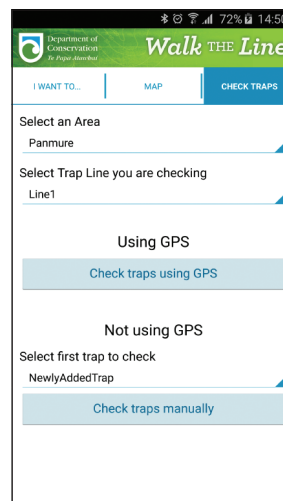 72% 14:50
Department of
Conservation
Te Papa Atawhai
Walk THE Line
I WANT TO...
MAP
CHECK TRAPS
Select an Area
Panmure
Select Trap Line you are checking
Line1
Using GPS
Check traps using GPS
Not using GPS
Select first trap to check
NewlyAddedTrap
Check traps manually